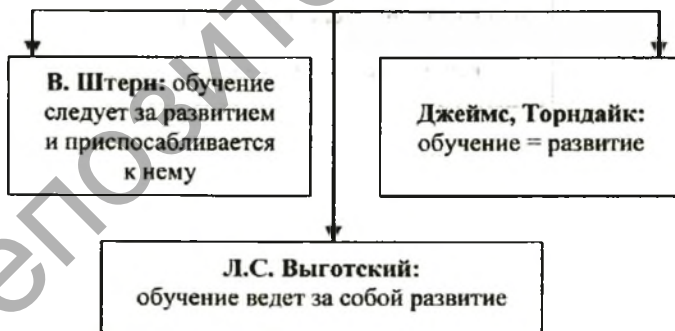 В. Штерн: обучение
следует за развитием
и приспосабливается
к нему
Джеймс, Торндайк:
обучение = развитие
Л.С. Выготский:
обучение ведет за собой развитие